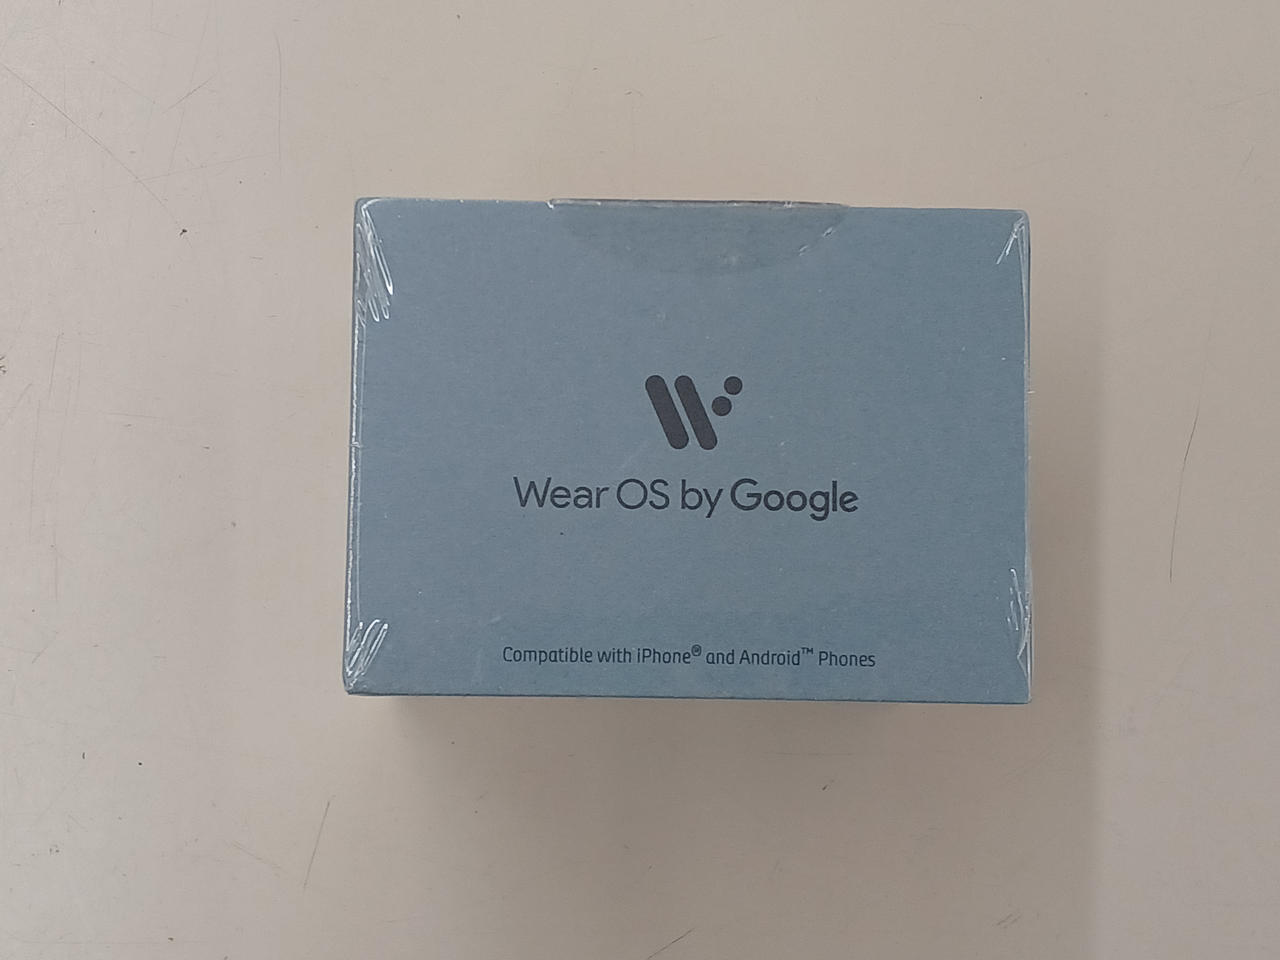 Wear OS by Google
Compatible with iPhone® and Android™ Phones